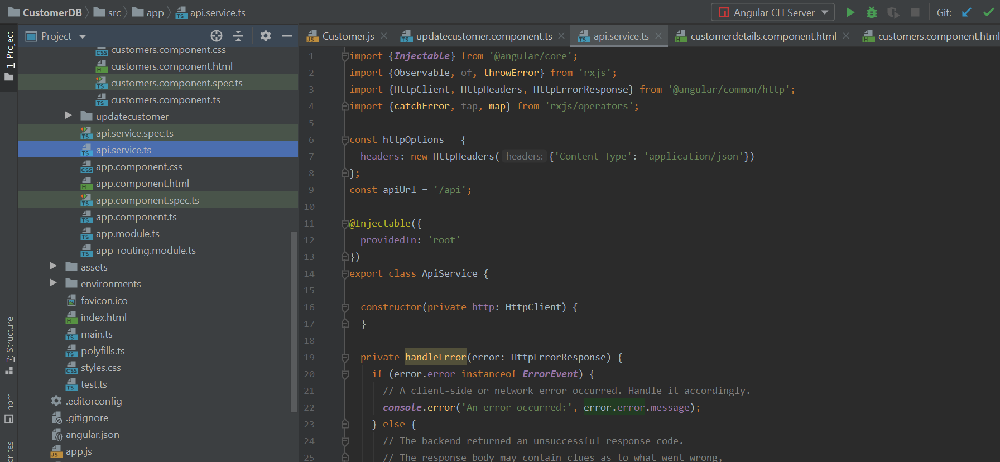 CustomerDB src app api.service.ts
Angular CLI Server Git:
1: Project
7: Structure
npm
Project
customers.component.css
customers.component.html
customers.component.spec.ts
customers.component.ts
updatecustomer
api.service.spec.ts
api.service.ts
app.component.css
app.component.html
app.component.spec.ts
app.component.ts
app.module.ts
app-routing.module.ts
assets
environments
favicon.ico
index.html
main.ts
polyfills.ts
styles.css
test.ts
.editorconfig
.gitignore
angular.json
app.js
Customer.js updatecustomer.component.ts api.service.ts customerdetails.component.html customers.component.html
1 import {Injectable} from '@angular/core';
2 import {Observable, of, throwError} from 'rxjs';
3 import {HttpClient, HttpHeaders, HttpErrorResponse} from '@angular/common/http';
4 import {catchError, tap, map} from 'rxjs/operators';
5
6 const httpOptions = {
7 headers: new HttpHeaders( headers: {'Content-Type': 'application/json'})
8 };
9 const apiUrl = '/api';
10
11 @Injectable({
12 providedIn: 'root'
13 })
14 export class ApiService {
15
16 constructor(private http: HttpClient) {
17 }
18
19 private handleError(error: HttpErrorResponse) {
20 if (error.error instanceof ErrorEvent) {
21 // A client-side or network error occurred. Handle it accordingly.
22 console.error('An error occurred:', error.error.message);
23 } else {
24 // The backend returned an unsuccessful response code.
25 // The response body may contain clues as to what went wrong,